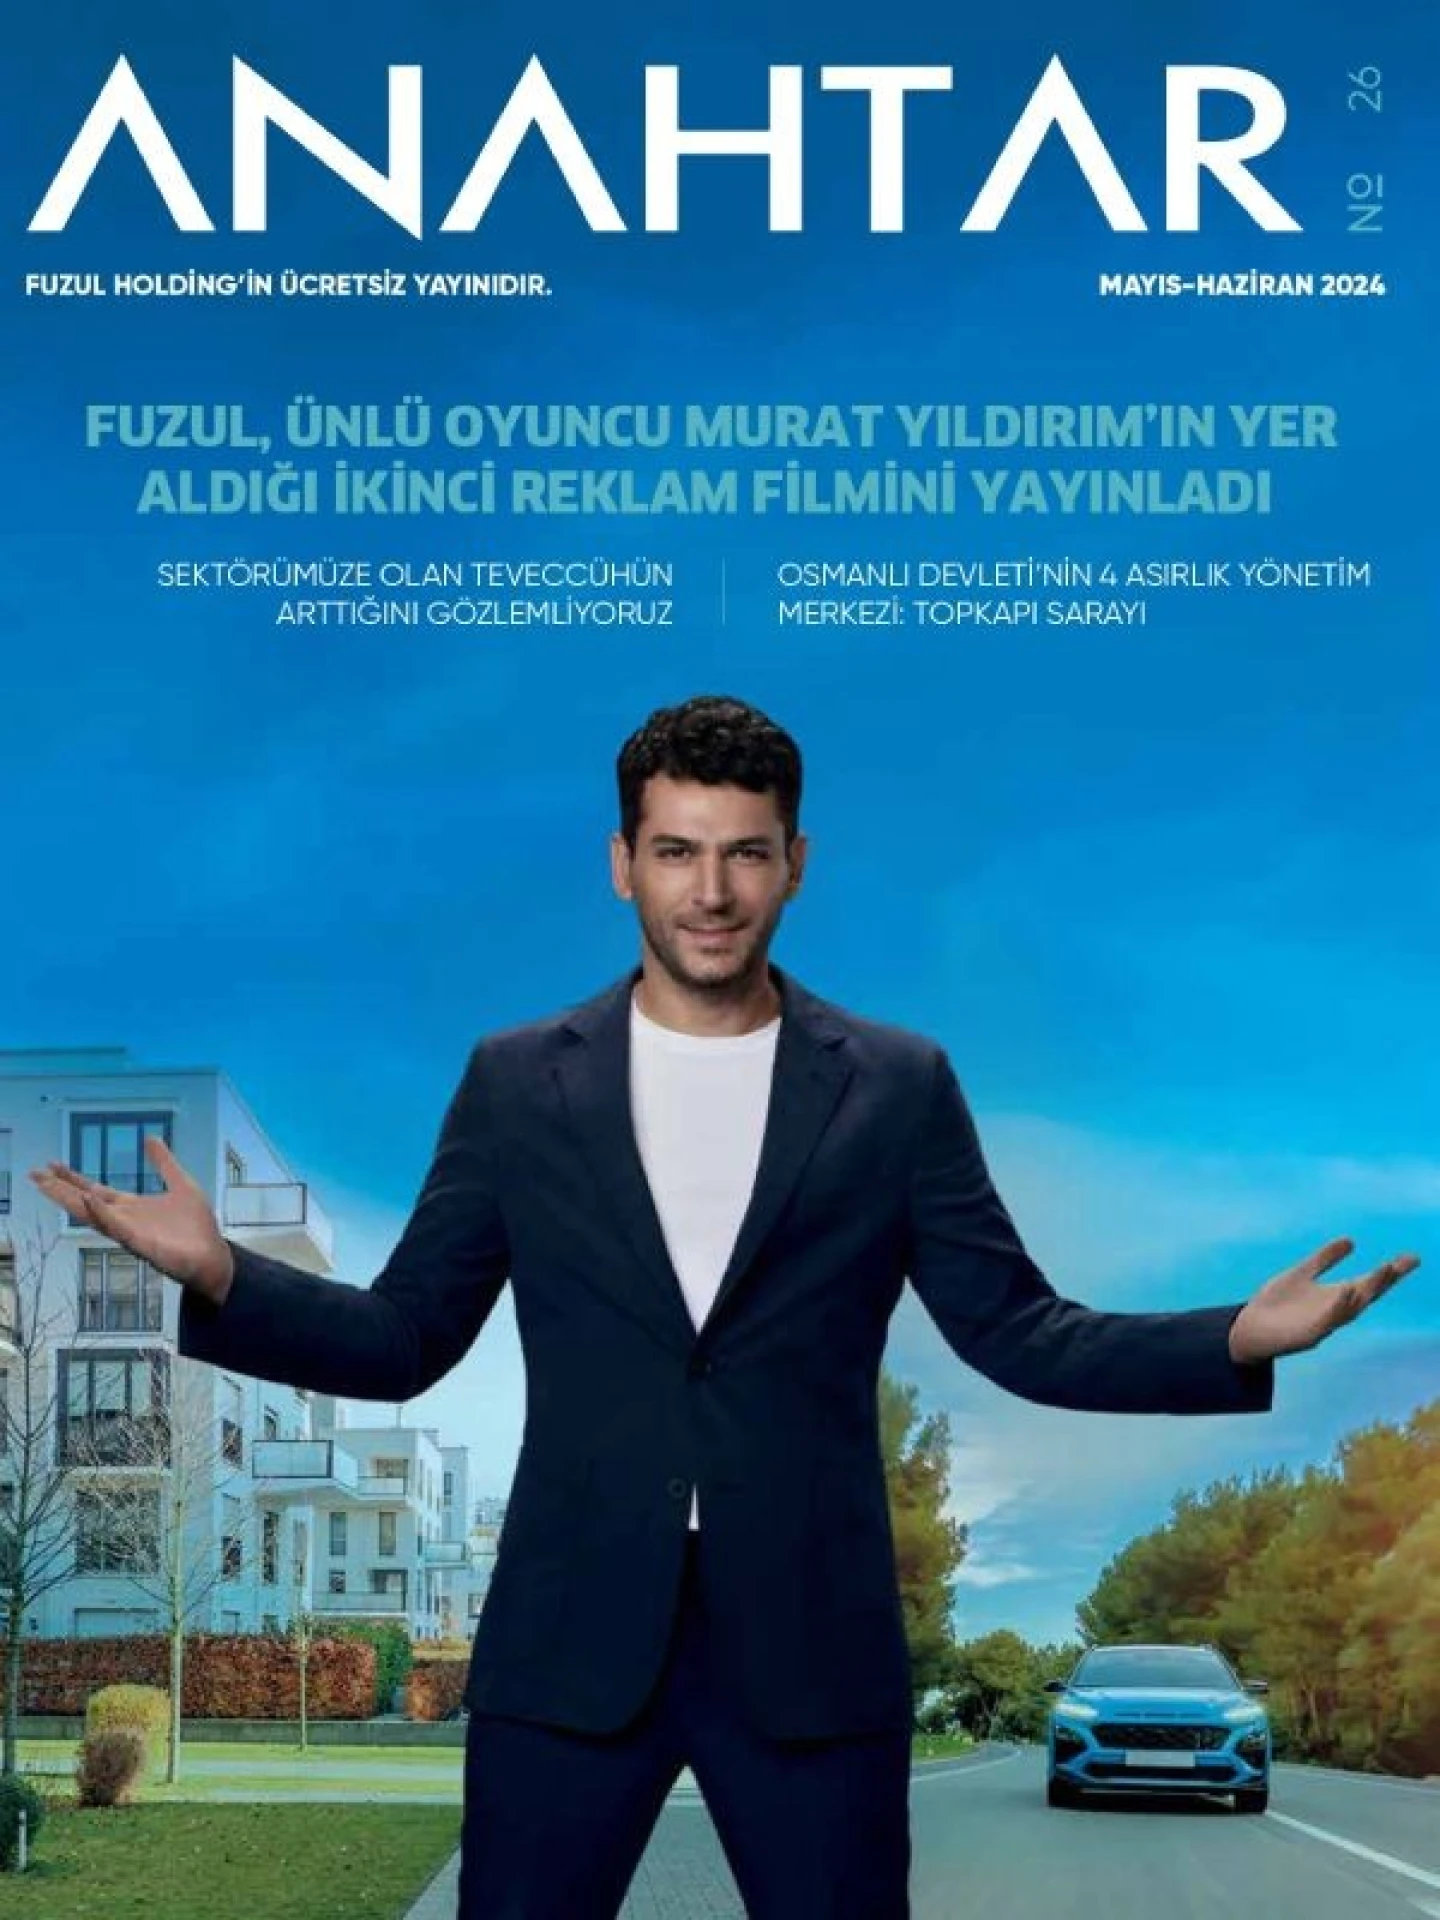 ANAHTAR
NO 26
FUZUL HOLDİNG'İN ÜCRETSİZ YAYINIDIR.
MAYIS-HAZİRAN 2024
FUZUL, ÜNLÜ OYUNCU MURAT YILDIRIM'IN YER
ALDIĞI İKİNCİ REKLAM FİLMİNİ YAYINLADI
SEKTÖRÜMÜZE OLAN TEVECCÜHÜN
ARTTIĞINI GÖZLEMLİYORUZ
OSMANLI DEVLETİ'NİN 4 ASIRLIK YÖNETİM
MERKEZİ: TOPKAPI SARAYI